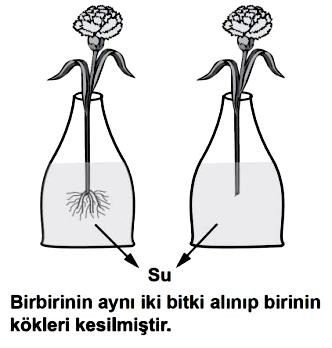 Su
Birbirinin aynı iki bitki alınıp birinin
kökleri kesilmiştir.